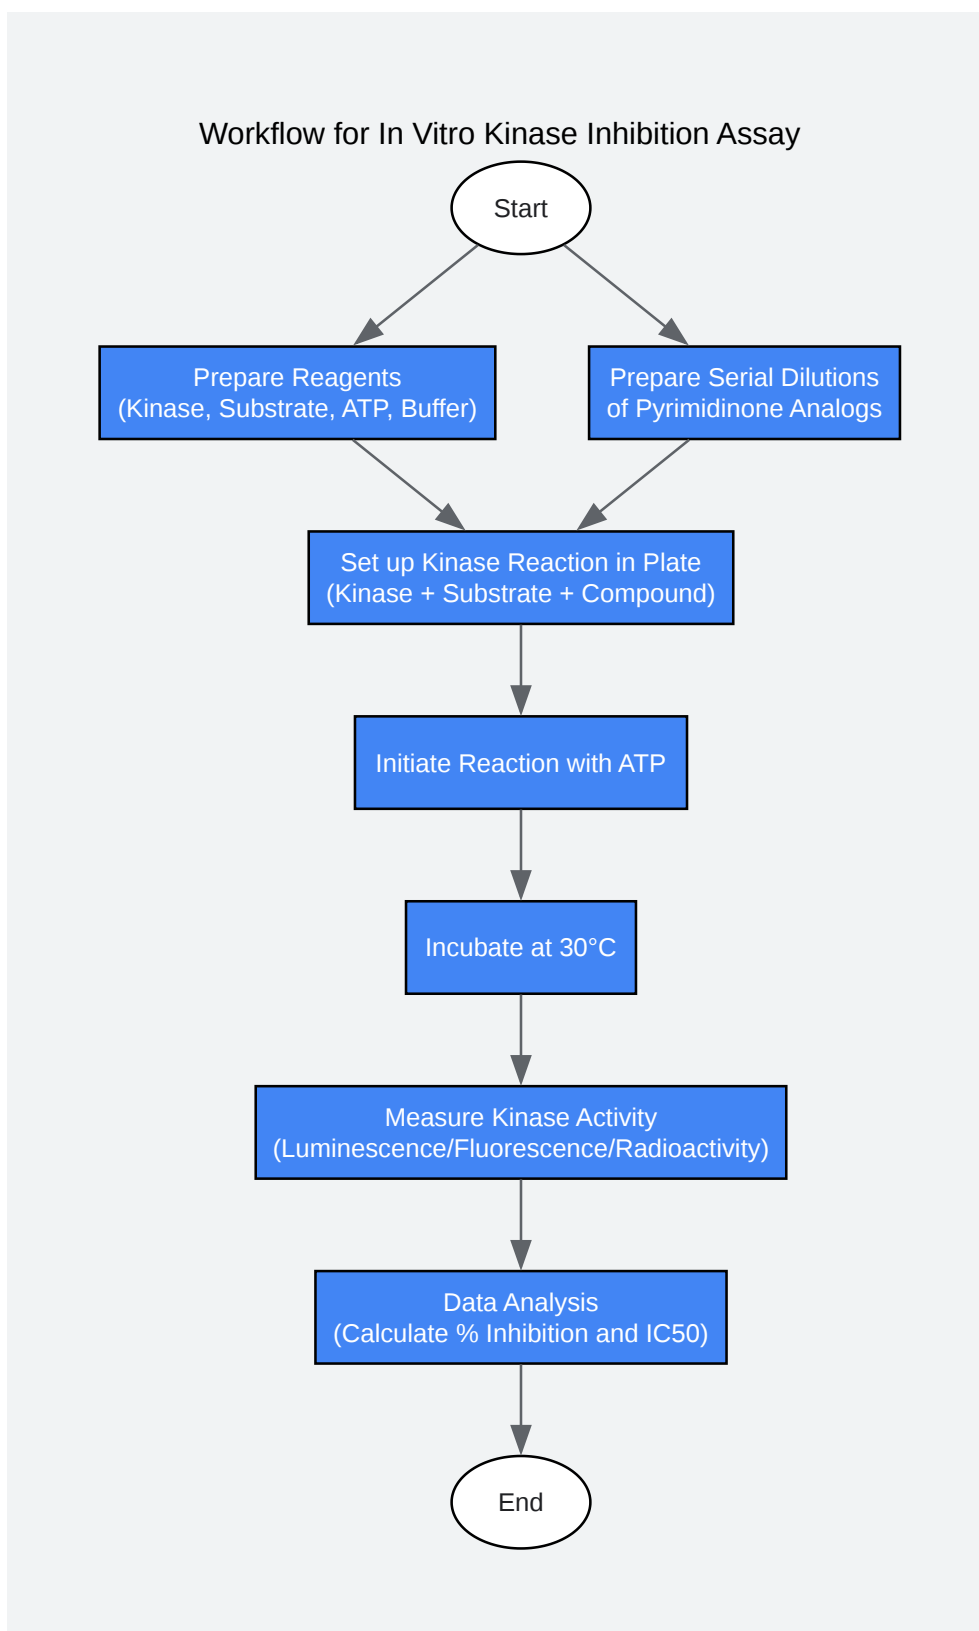 Workflow for In Vitro Kinase Inhibition Assay
Start
Prepare Reagents
(Kinase, Substrate, ATP, Buffer)
Prepare Serial Dilutions
of Pyrimidinone Analogs
Set up Kinase Reaction in Plate
(Kinase + Substrate + Compound)
Initiate Reaction with ATP
Incubate at 30°C
Measure Kinase Activity
(Luminescence/Fluorescence/Radioactivity)
Data Analysis
(Calculate % Inhibition and IC50)
End